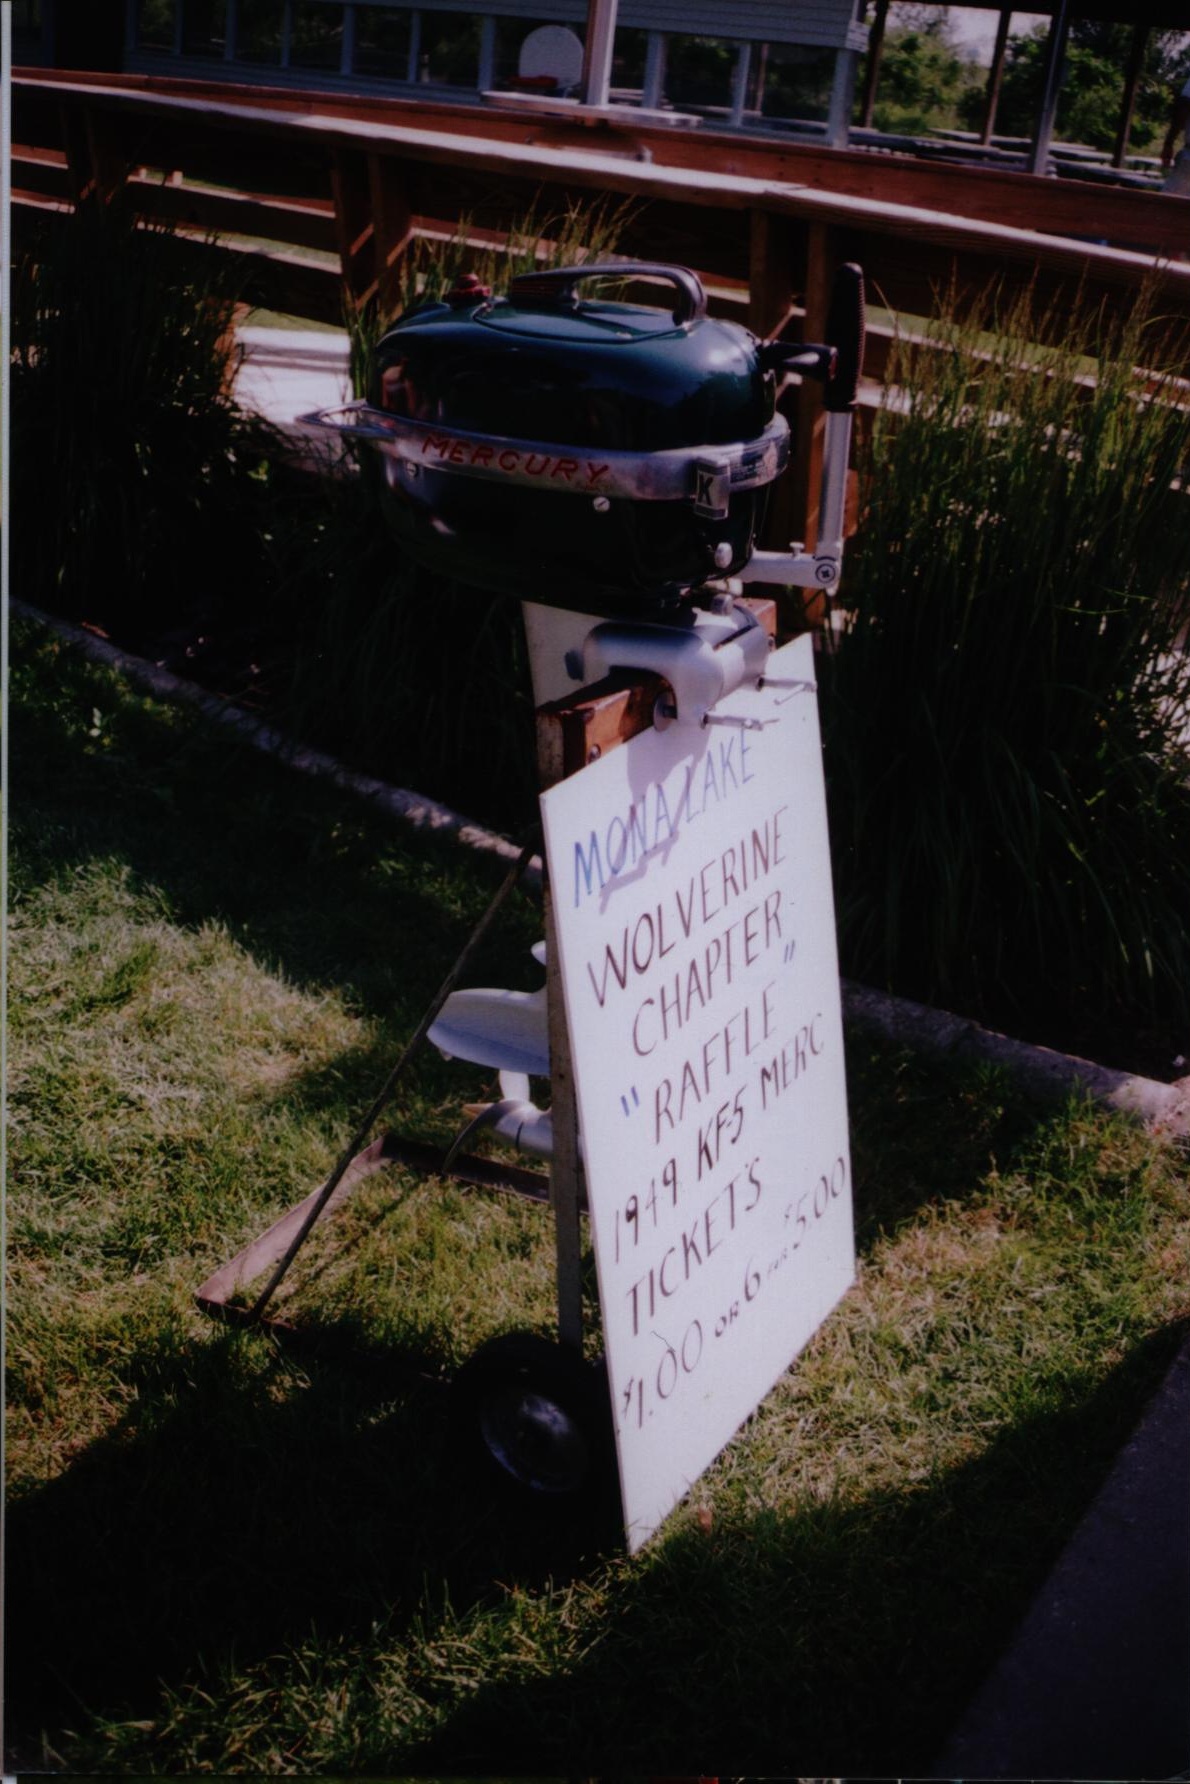 MERCURY
K
MONA LAKE
WOLVERINE
CHAPTER
"RAFFLE"
1949 KF-5 MERC
TICKETS
$1.00 OR 6 FOR $5.00